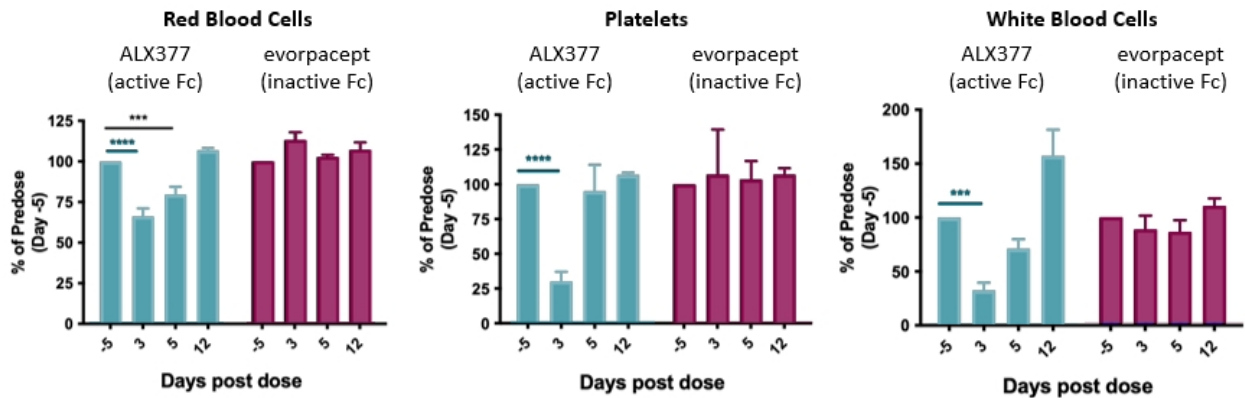 Red Blood Cells
ALX377
(active Fc)
evorpacept
(inactive Fc)
% of Predose
(Day -5)
125
100
75
50
25
0
***
****
-5 3 5 12 -5 3 5 12
Days post dose
Platelets
ALX377
(active Fc)
evorpacept
(inactive Fc)
% of Predose
(Day -5)
150
125
100
75
50
25
0
****
-5 3 5 12 -5 3 5 12
Days post dose
White Blood Cells
ALX377
(active Fc)
evorpacept
(inactive Fc)
% of Predose
(Day -5)
200
150
100
50
0
***
-5 3 5 12 -5 3 5 12
Days post dose